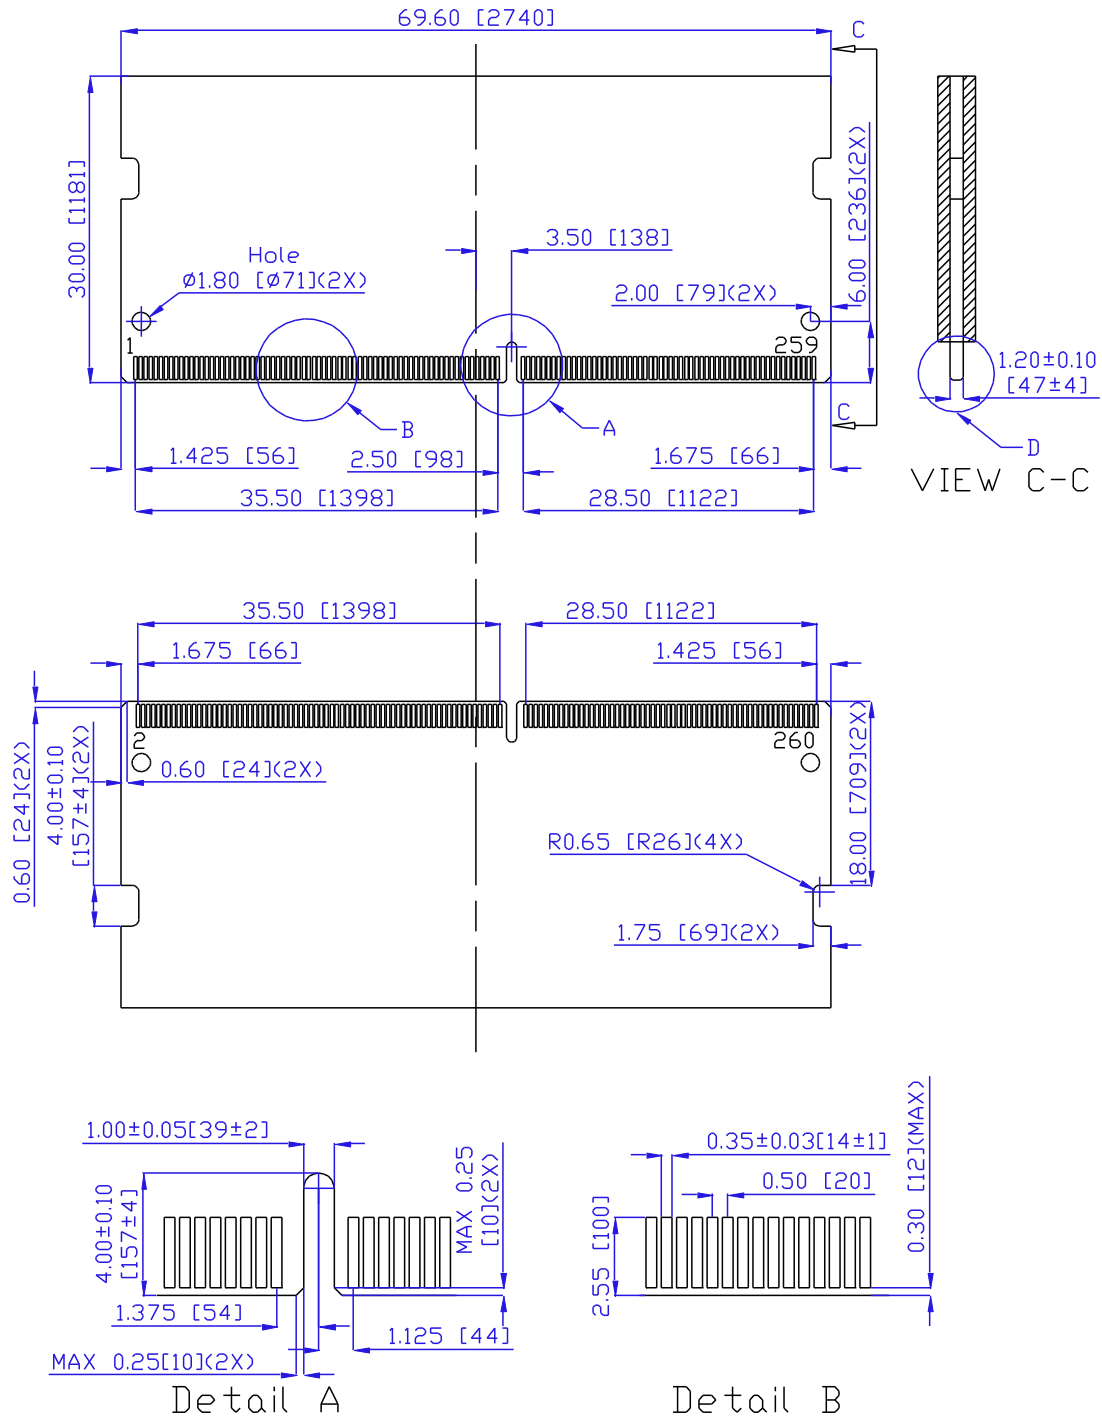 69.60 [2740]
C
30.00 [1181]
6.00 [236](2X)
3.50 [138]
Hole
ø1.80 [ø71](2X)
2.00 [79](2X)
1
259
1.20±0.10
[47±4]
C
B
A
D
1.425 [56]
2.50 [98]
1.675 [66]
VIEW C-C
35.50 [1398]
28.50 [1122]
35.50 [1398]
28.50 [1122]
1.675 [66]
1.425 [56]
2
260
0.60 [24](2X)
0.60 [24](2X)
4.00±0.10
[157±4](2X)
18.00 [709](2X)
R0.65 [R26](4X)
1.75 [69](2X)
1.00±0.05[39±2]
4.00±0.10
[157±4]
MAX 0.25
[10](2X)
1.375 [54]
1.125 [44]
MAX 0.25[10](2X)
Detail A
0.35±0.03[14±1]
0.50 [20]
0.30 [12](MAX)
2.55 [100]
Detail B